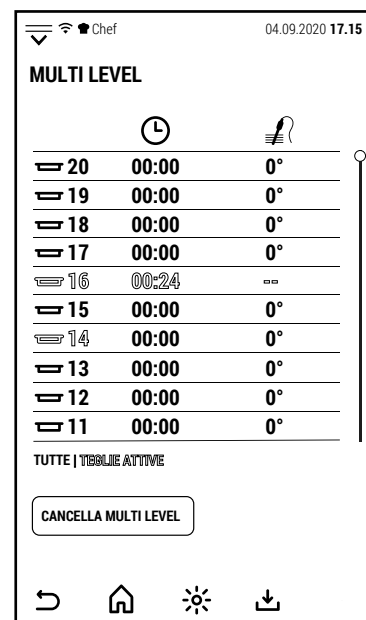 Chef 04.09.2020 17.15
MULTI LEVEL
20 00:00 0°
19 00:00 0°
18 00:00 0°
17 00:00 0°
16 00:24 --
15 00:00 0°
14 00:00 0°
13 00:00 0°
12 00:00 0°
11 00:00 0°
TUTTE | TEGLIE ATTIVE
CANCELLA MULTI LEVEL